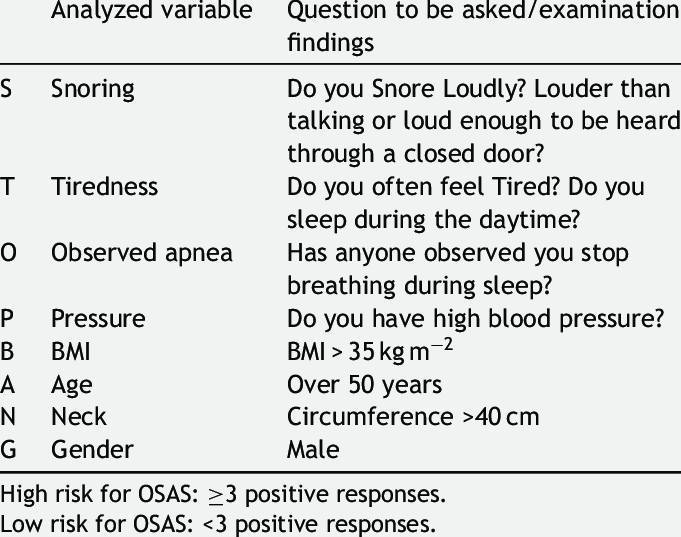 Analyzed variable Question to be asked/examination
findings
S Snoring Do you Snore Loudly? Louder than
talking or loud enough to be heard
through a closed door?
T Tiredness Do you often feel Tired? Do you
sleep during the daytime?
O Observed apnea Has anyone observed you stop
breathing during sleep?
P Pressure Do you have high blood pressure?
B BMI BMI > 35 kg m⁻²
A Age Over 50 years
N Neck Circumference >40 cm
G Gender Male
High risk for OSAS: ≥3 positive responses.
Low risk for OSAS: <3 positive responses.